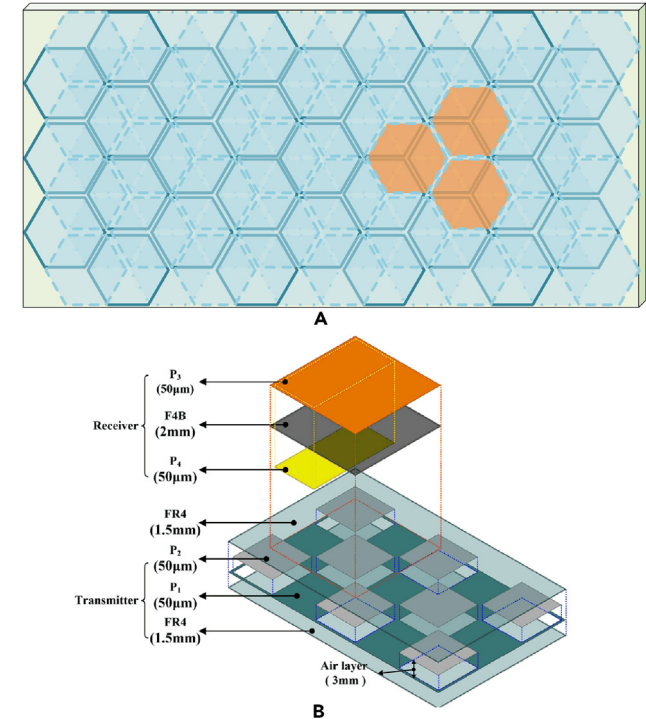 A
P3
(50μm)
F4B
(2mm)
Receiver
P4
(50μm)
FR4
(1.5mm)
P2
(50μm)
P1
(50μm)
Transmitter
FR4
(1.5mm)
Air layer
( 3mm )
B